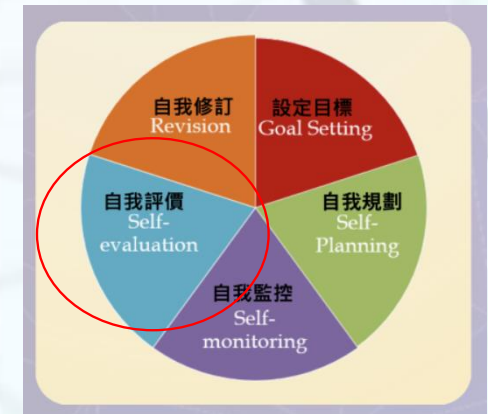 自我修訂
Revision
設定目標
Goal Setting
自我評價
Self-
evaluation
自我規劃
Self-
Planning
自我監控
Self-
monitoring